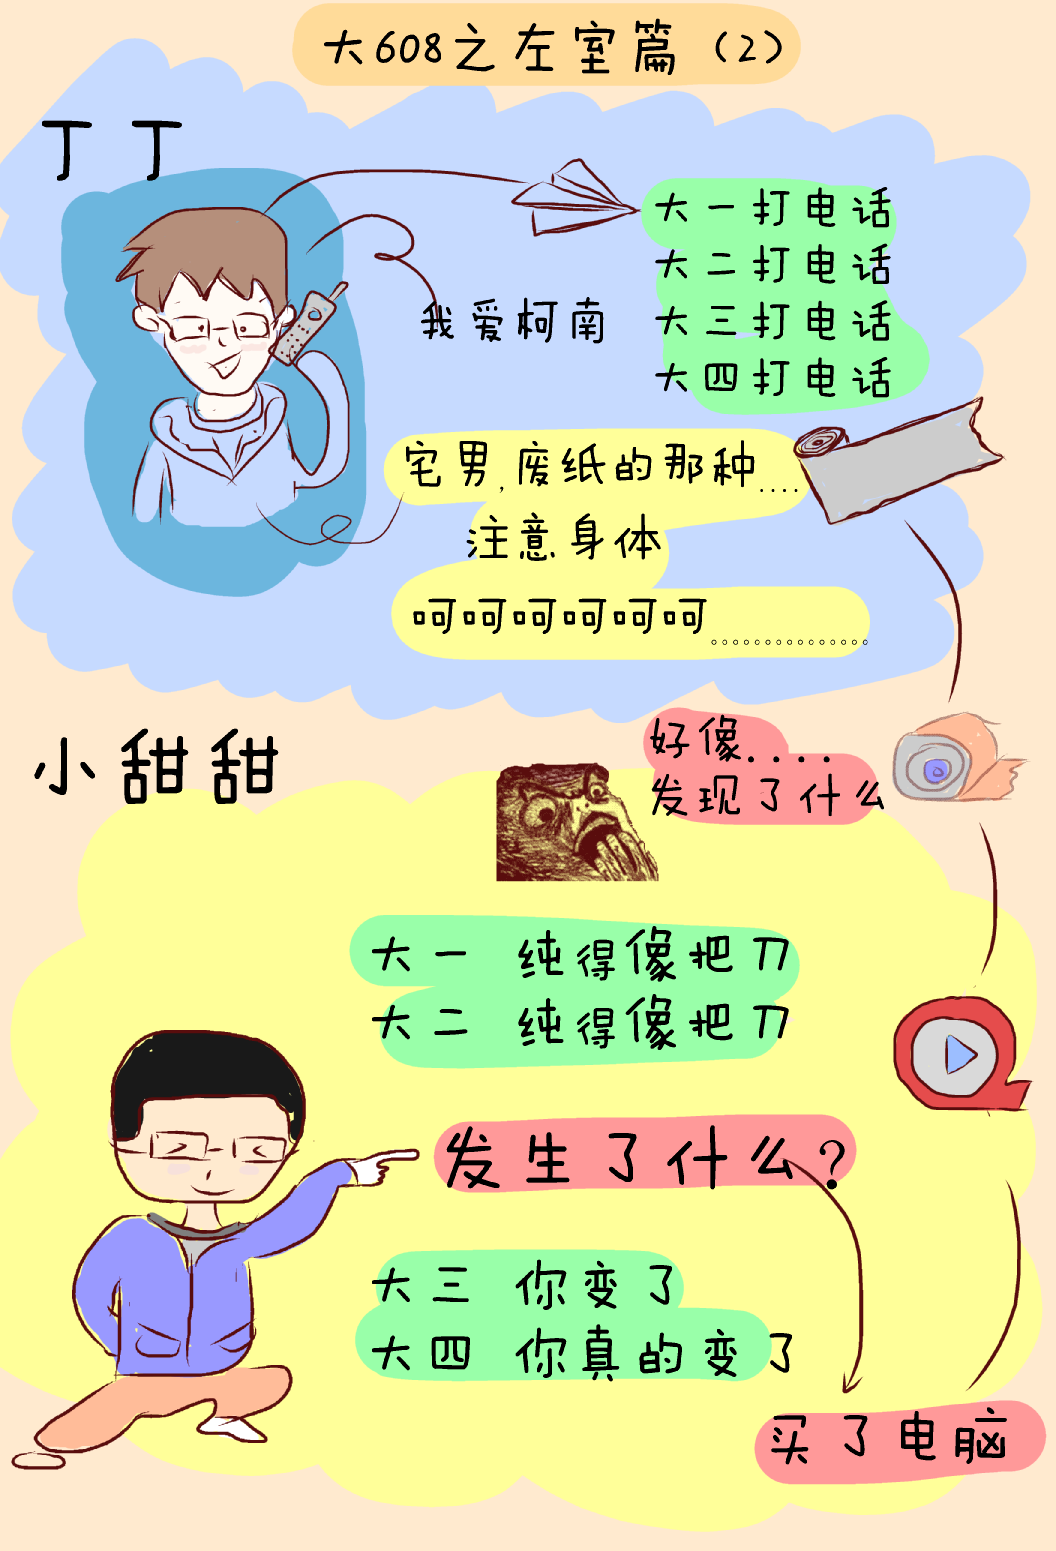 大608之左室篇（2）
丁丁
大一打电话
大二打电话
我爱柯南
大三打电话
大四打电话
宅男,废纸的那种....
注意身体
呵呵呵呵呵呵。。。。。。。。。。。。。。。
小甜甜
好像....
发现了什么
大一 纯得像把刀
大二 纯得像把刀
发生了什么?
大三 你变了
大四 你真的变了
买了电脑